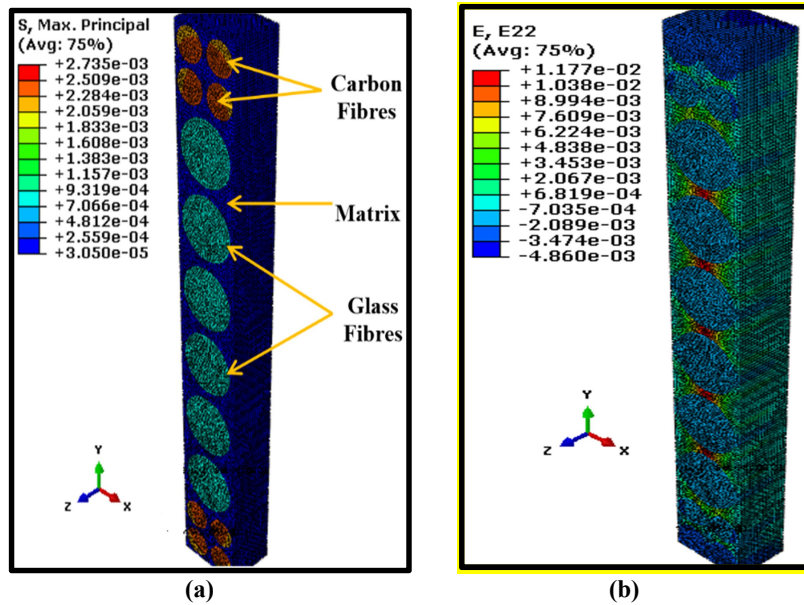 S, Max. Principal
(Avg: 75%)
+2.735e-03
+2.509e-03
+2.284e-03
+2.059e-03
+1.833e-03
+1.608e-03
+1.383e-03
+1.157e-03
+9.319e-04
+7.066e-04
+4.812e-04
+2.559e-04
+3.050e-05
Carbon
Fibres
Matrix
Glass
Fibres
Y
Z
X
(a)
E, E22
(Avg: 75%)
+1.177e-02
+1.038e-02
+8.994e-03
+7.609e-03
+6.224e-03
+4.838e-03
+3.453e-03
+2.067e-03
+6.819e-04
-7.035e-04
-2.089e-03
-3.474e-03
-4.860e-03
Y
Z
X
(b)